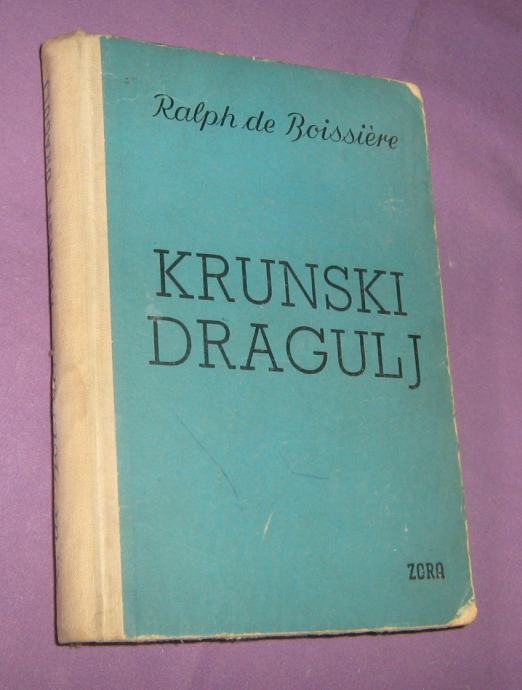 Ralph de Boissière
KRUNSKI
DRAGULJ
ZORA